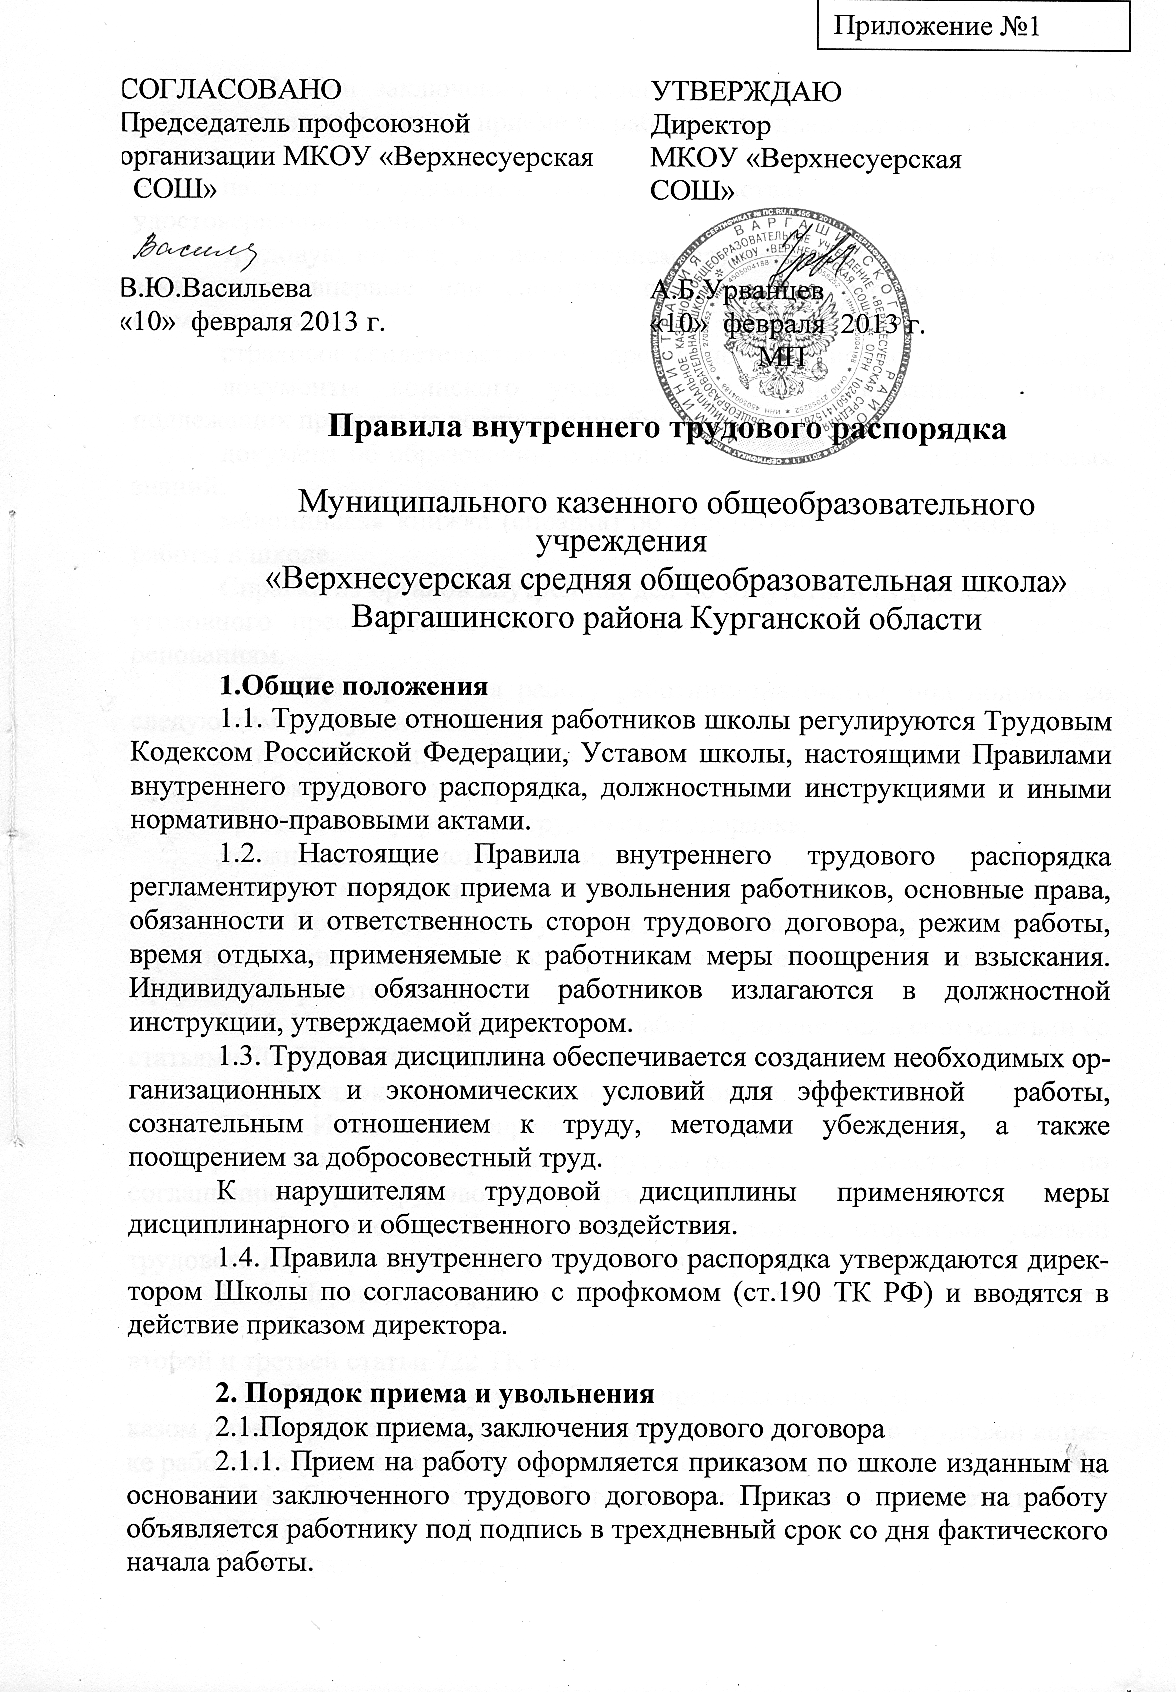 Приложение №1
СОГЛАСОВАНО
Председатель профсоюзной
организации МКОУ «Верхнесуерская
СОШ»
Васил
В.Ю.Васильева
«10» февраля 2013 г.
УТВЕРЖДАЮ
Директор
МКОУ «Верхнесуерская
СОШ»
А.Б.Урванцев
«10» февраля 2013 г.
МП
Правила внутреннего трудового распорядка
Муниципального казенного общеобразовательного
учреждения
«Верхнесуерская средняя общеобразовательная школа»
Варгашинского района Курганской области
1.Общие положения
1.1. Трудовые отношения работников школы регулируются Трудовым
Кодексом Российской Федерации, Уставом школы, настоящими Правилами
внутреннего трудового распорядка, должностными инструкциями и иными
нормативно-правовыми актами.
1.2. Настоящие Правила внутреннего трудового распорядка
регламентируют порядок приема и увольнения работников, основные права,
обязанности и ответственность сторон трудового договора, режим работы,
время отдыха, применяемые к работникам меры поощрения и взыскания.
Индивидуальные обязанности работников излагаются в должностной
инструкции, утверждаемой директором.
1.3. Трудовая дисциплина обеспечивается созданием необходимых ор-
ганизационных и экономических условий для эффективной работы,
сознательным отношением к труду, методами убеждения, а также
поощрением за добросовестный труд.
К нарушителям трудовой дисциплины применяются меры
дисциплинарного и общественного воздействия.
1.4. Правила внутреннего трудового распорядка утверждаются дирек-
тором Школы по согласованию с профкомом (ст.190 ТК РФ) и вводятся в
действие приказом директора.
2. Порядок приема и увольнения
2.1.Порядок приема, заключения трудового договора
2.1.1. Прием на работу оформляется приказом по школе изданным на
основании заключенного трудового договора. Приказ о приеме на работу
объявляется работнику под подпись в трехдневный срок со дня фактического
начала работы.